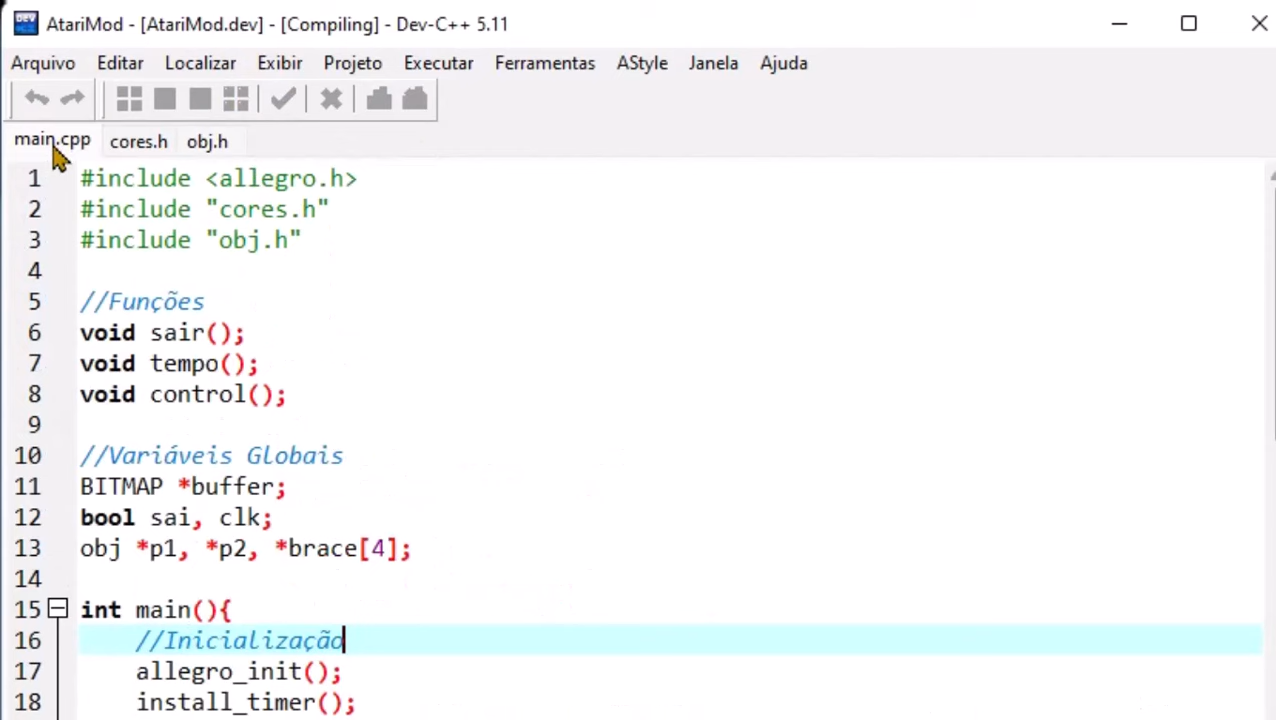 AtariMod - [AtariMod.dev] - [Compiling] - Dev-C++ 5.11
Arquivo Editar Localizar Exibir Projeto Executar Ferramentas AStyle Janela Ajuda
main.cpp cores.h obj.h
1 #include <allegro.h>
2 #include "cores.h"
3 #include "obj.h"
4
5 //Funções
6 void sair();
7 void tempo();
8 void control();
9
10 //Variáveis Globais
11 BITMAP *buffer;
12 bool sai, clk;
13 obj *p1, *p2, *brace[4];
14
15 int main(){
16 //Inicialização
17 allegro_init();
18 install_timer();